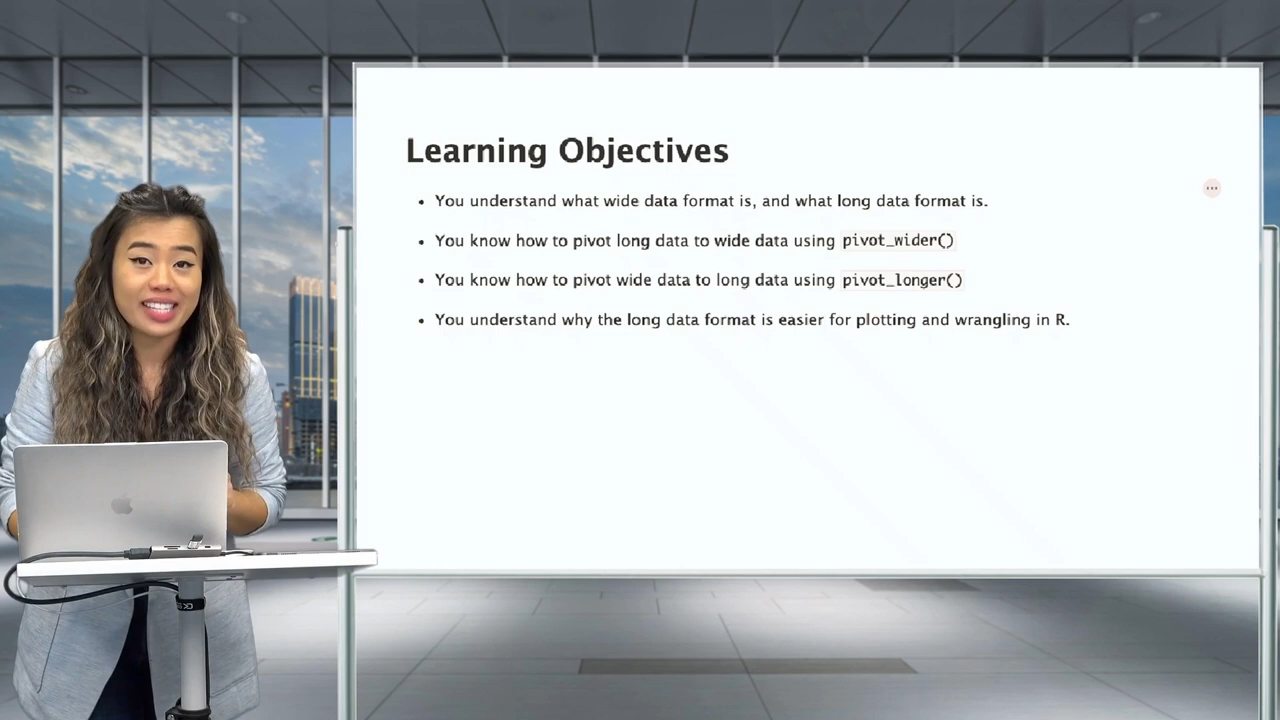 Learning Objectives
• You understand what wide data format is, and what long data format is.
• You know how to pivot long data to wide data using pivot_wider()
• You know how to pivot wide data to long data using pivot_longer()
• You understand why the long data format is easier for plotting and wrangling in R.